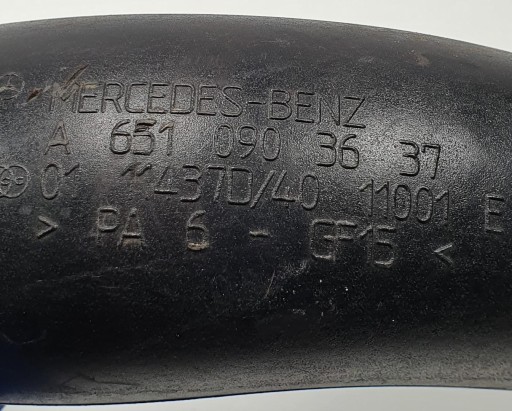 MERCEDES-BENZ
A 651 090 36 37
01 "437D/40 11001 E
> PA 6 - GF15 <